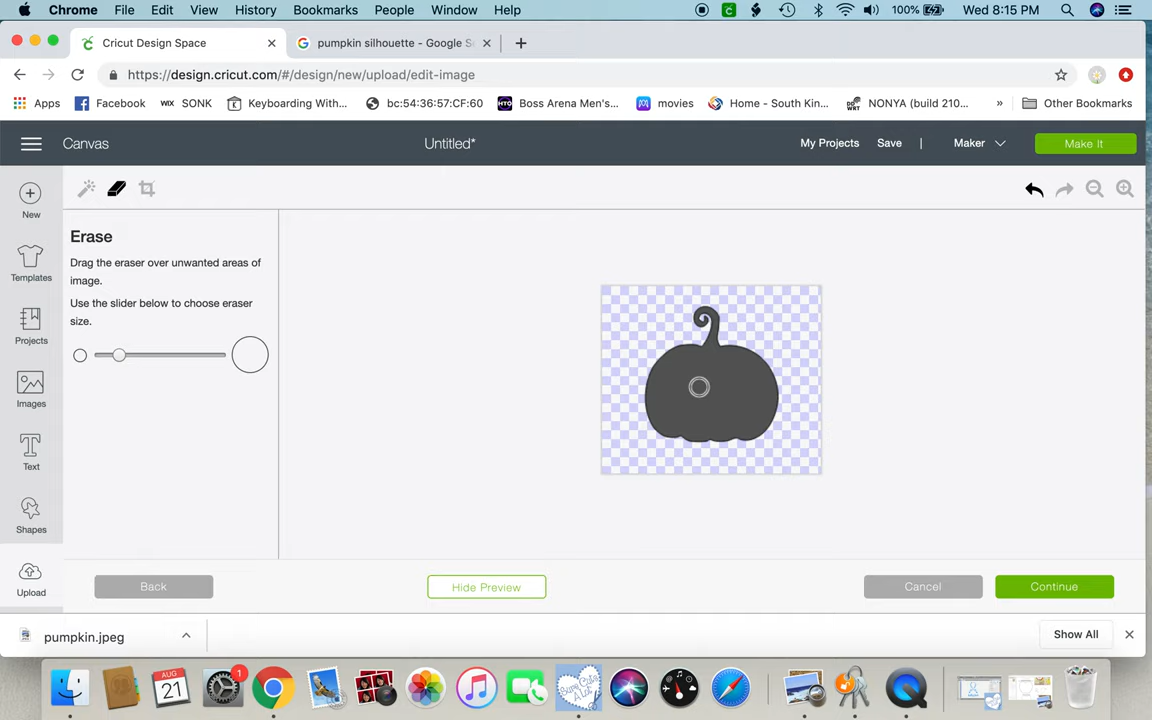 Chrome File Edit View History Bookmarks People Window Help 100% Wed 8:15 PM
Cricut Design Space pumpkin silhouette - Google S
https://design.cricut.com/#/design/new/upload/edit-image
Apps Facebook WiX SONK Keyboarding With... bc:54:36:57:CF:60 HTO Boss Arena Men's... movies Home - South Kin... DD-WRT NONYA (build 210... » Other Bookmarks
Canvas Untitled* My Projects Save | Maker Make It
New
Templates
Projects
Images
Text
Shapes
Upload
Erase
Drag the eraser over unwanted areas of
image.
Use the slider below to choose eraser
size.
Back Hide Preview Cancel Continue
pumpkin.jpeg Show All
AUG
21
1